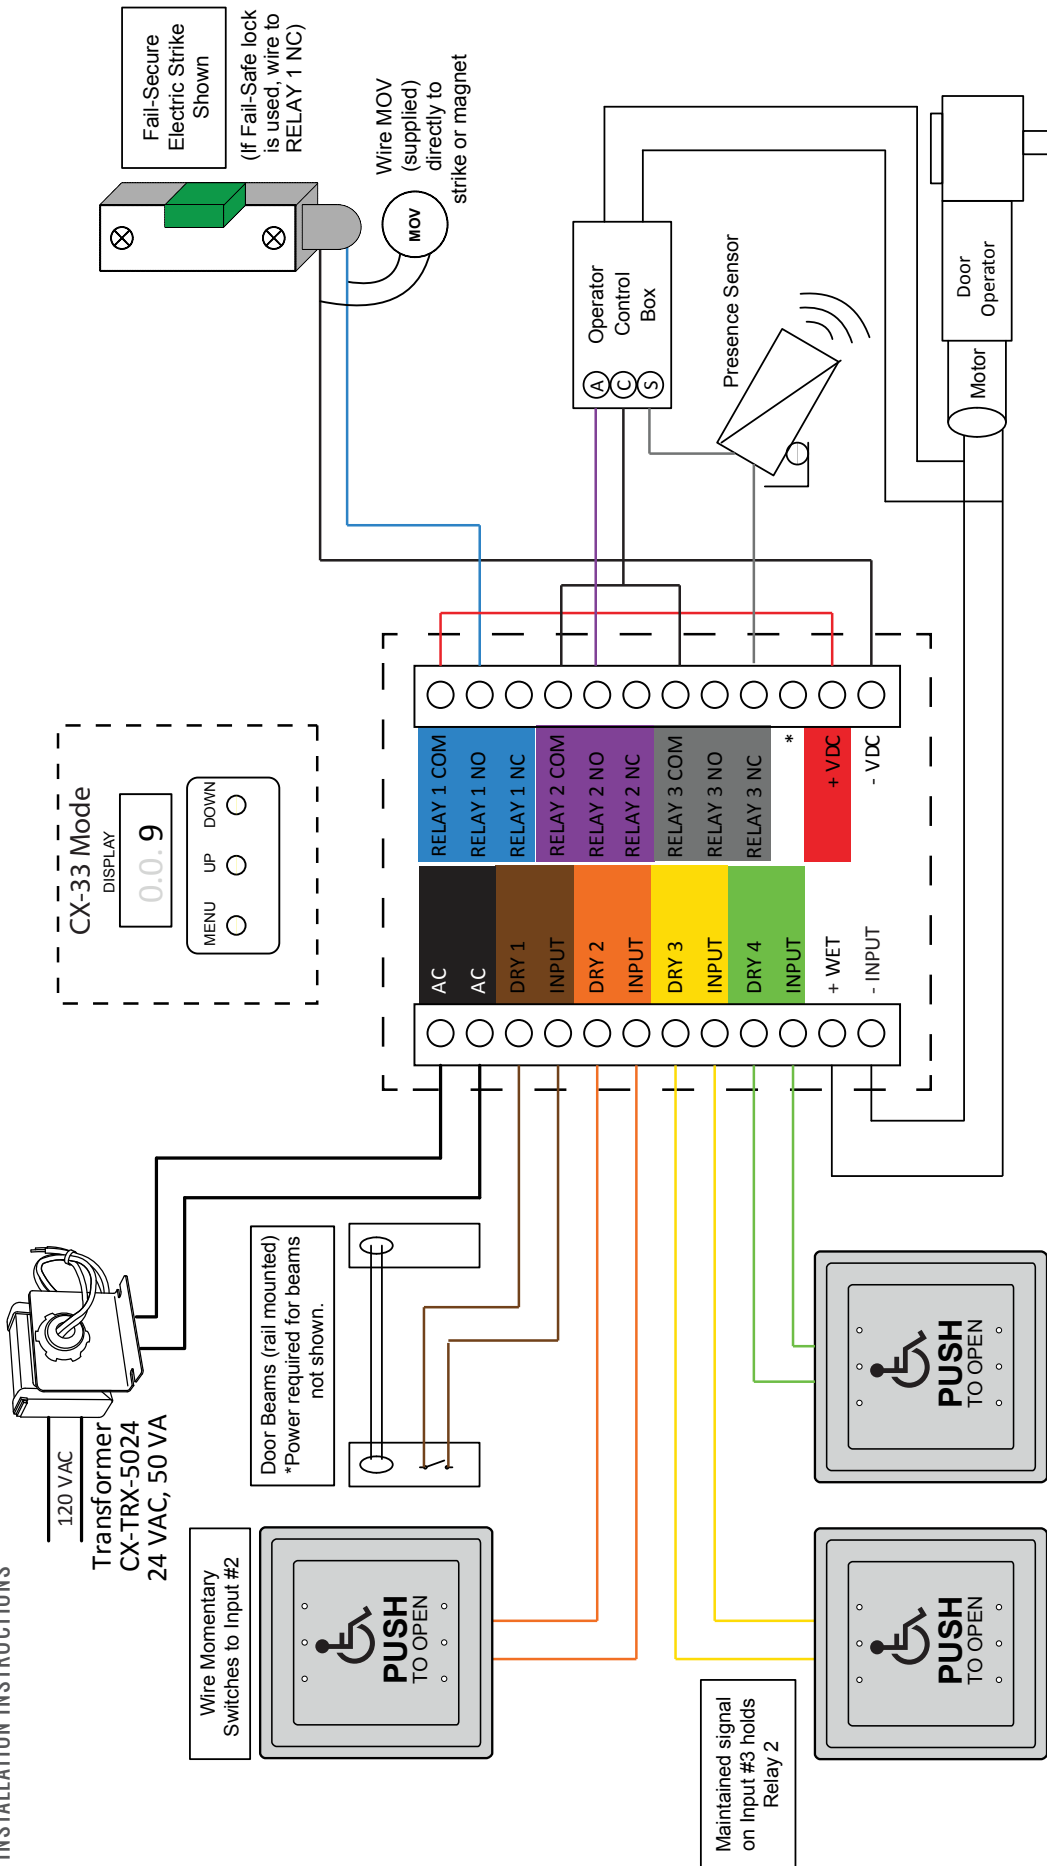 INSTALLATION INSTRUCTIONS
120 VAC
Transformer
CX-TRX-5024
24 VAC, 50 VA
CX-33 Mode
DISPLAY
0.0.9
MENU UP DOWN
Fail-Secure
Electric Strike
Shown
(If Fail-Safe lock
is used, wire to
RELAY 1 NC)
MOV
Wire MOV
(supplied)
directly to
strike or magnet
Wire Momentary
Switches to Input #2
PUSH
TO OPEN
Door Beams (rail mounted)
*Power required for beams
not shown.
AC
AC
DRY 1
INPUT
DRY 2
INPUT
DRY 3
INPUT
DRY 4
INPUT
+ WET
- INPUT
RELAY 1 COM
RELAY 1 NO
RELAY 1 NC
RELAY 2 COM
RELAY 2 NO
RELAY 2 NC
RELAY 3 COM
RELAY 3 NO
RELAY 3 NC
*
+ VDC
- VDC
A
C
S
Operator
Control
Box
Presence Sensor
Maintained signal
on Input #3 holds
Relay 2
PUSH
TO OPEN
PUSH
TO OPEN
Motor
Door
Operator